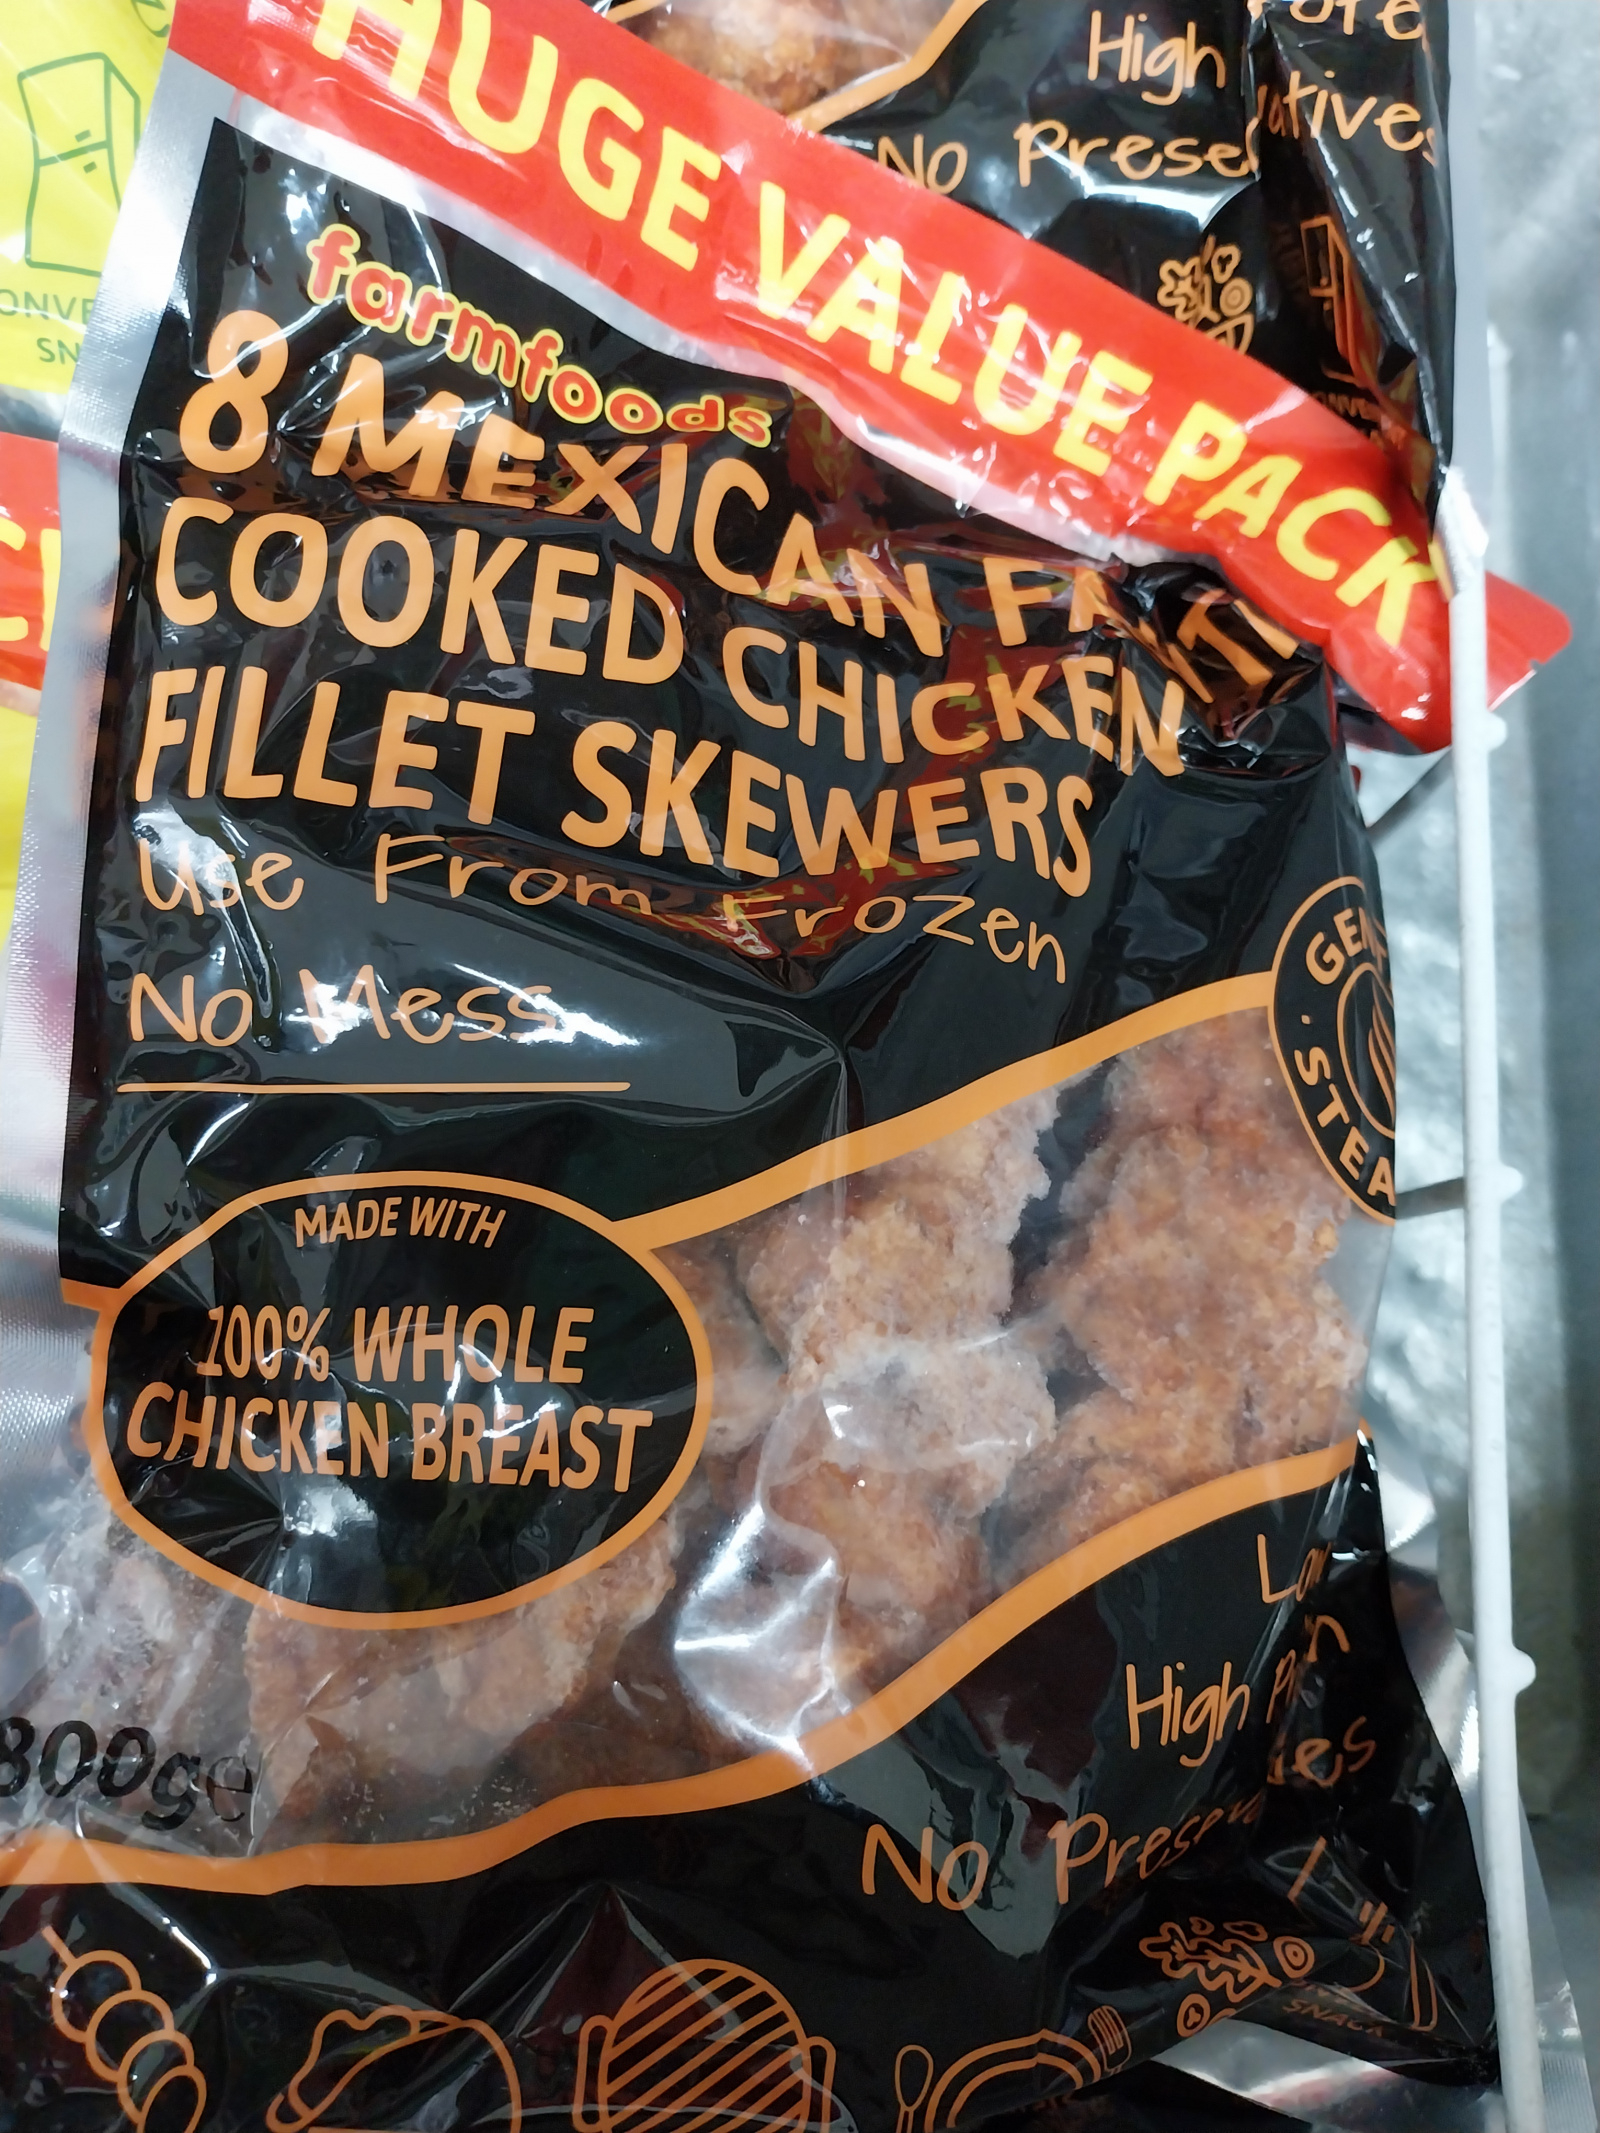 High
No
HUGE VALUE PACK
farmfoods
8 MEXICAN
COOKED CHICKEN
FILLET SKEWERS
Use From Frozen
No Mess
MADE WITH
100% WHOLE
CHICKEN BREAST
800ge
High
No
SNACK